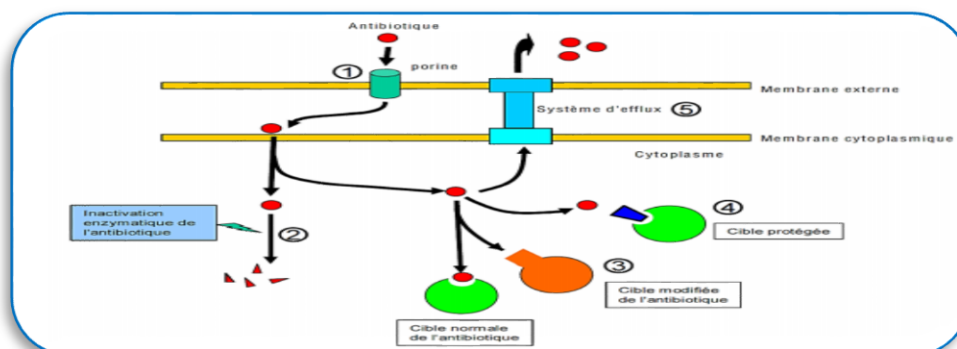 Antibiotique
① porine
Membrane externe
Système d'efflux ⑤
Membrane cytoplasmique
Cytoplasme
Inactivation
enzymatique de
l'antibiotique
②
④
Cible protégée
③
Cible modifiée
de l'antibiotique
Cible normale
de l'antibiotique